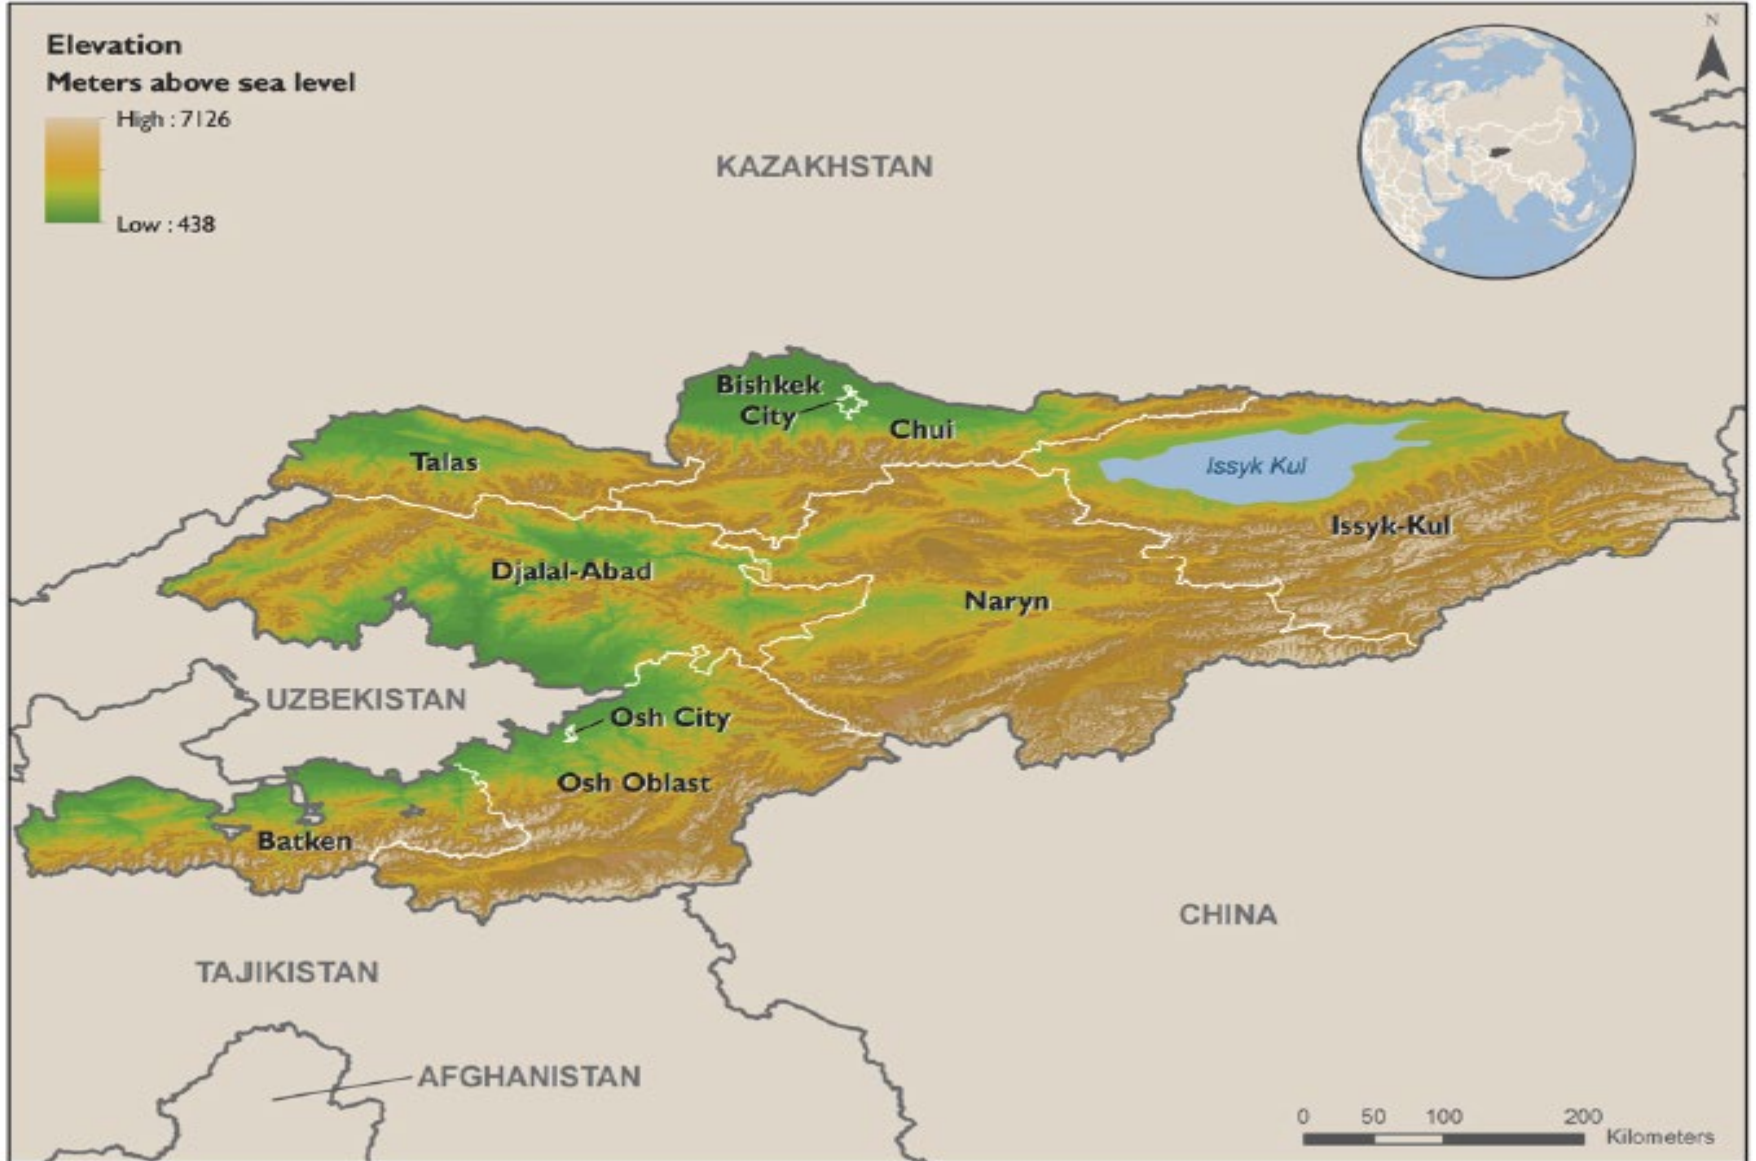 Elevation
Meters above sea level
High : 7126
Low : 438
N
KAZAKHSTAN
Bishkek
City
Chui
Talas
Issyk Kul
Issyk-Kul
Djalal-Abad
Naryn
UZBEKISTAN
Osh City
Osh Oblast
Batken
CHINA
TAJIKISTAN
AFGHANISTAN
0 50 100 200
Kilometers